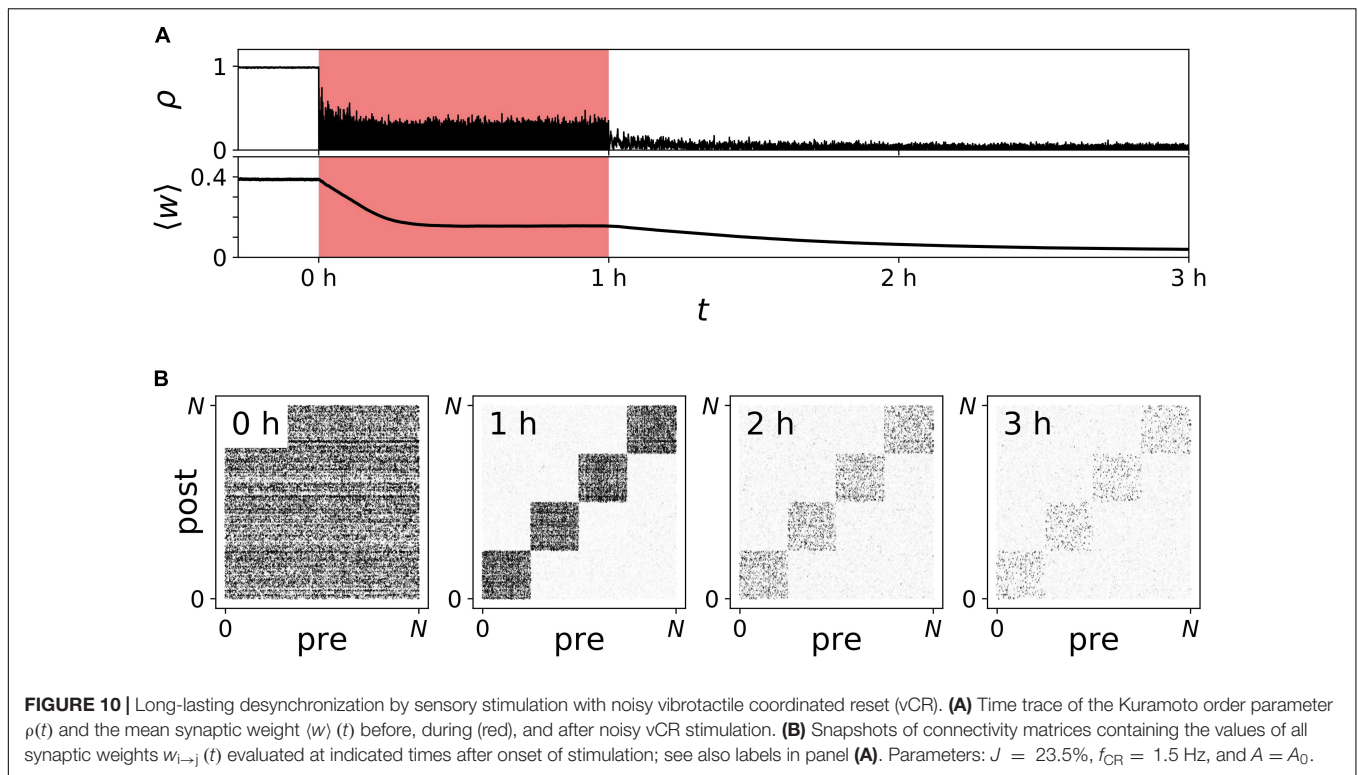 A
1
ρ
0
0.4
⟨w⟩
0
0 h 1 h 2 h 3 h
t
B
N 0 h N 1 h N 2 h N 3 h
post
0 0 0 0
0 N 0 N 0 N 0 N
pre pre pre pre
FIGURE 10 | Long-lasting desynchronization by sensory stimulation with noisy vibrotactile coordinated reset (vCR). (A) Time trace of the Kuramoto order parameter
ρ(t) and the mean synaptic weight ⟨w⟩ (t) before, during (red), and after noisy vCR stimulation. (B) Snapshots of connectivity matrices containing the values of all
synaptic weights wi→j (t) evaluated at indicated times after onset of stimulation; see also labels in panel (A). Parameters: J = 23.5%, fCR = 1.5 Hz, and A = A0.